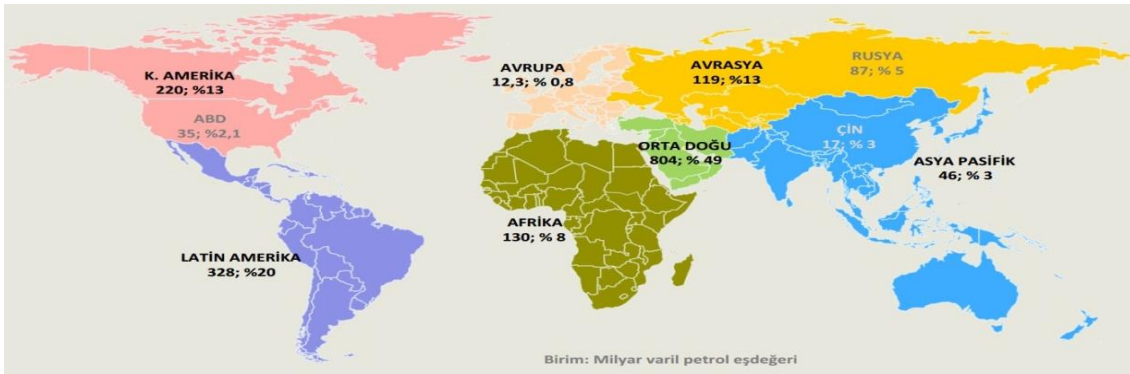 K. AMERİKA
220; %13
ABD
35; %2,1
LATİN AMERİKA
328; %20
AVRUPA
12,3; % 0,8
AFRİKA
130; % 8
AVRASYA
119; %13
RUSYA
87; % 5
ORTA DOĞU
804; % 49
ÇİN
17; % 3
ASYA PASİFİK
46; % 3
Birim: Milyar varil petrol eşdeğeri